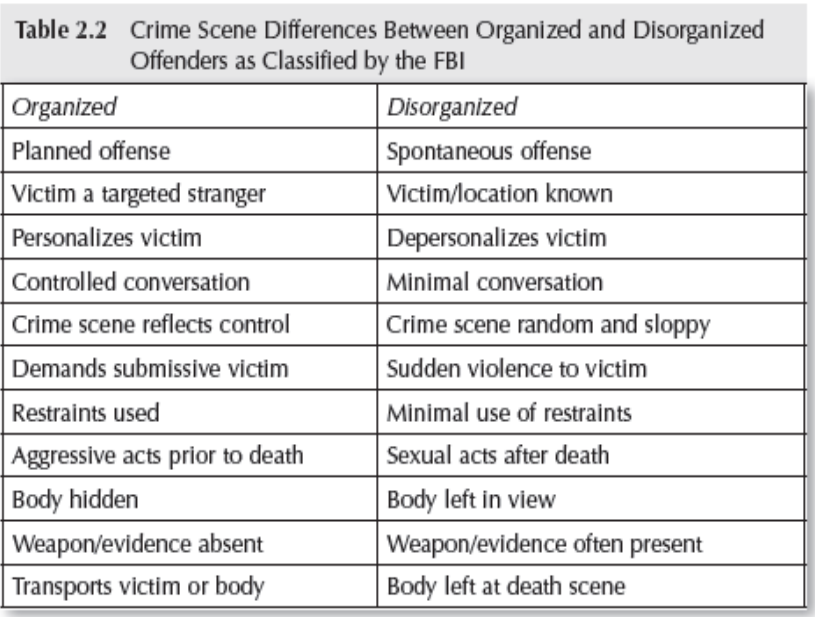 Table 2.2 Crime Scene Differences Between Organized and Disorganized
Offenders as Classified by the FBI
Organized Disorganized
Planned offense Spontaneous offense
Victim a targeted stranger Victim/location known
Personalizes victim Depersonalizes victim
Controlled conversation Minimal conversation
Crime scene reflects control Crime scene random and sloppy
Demands submissive victim Sudden violence to victim
Restraints used Minimal use of restraints
Aggressive acts prior to death Sexual acts after death
Body hidden Body left in view
Weapon/evidence absent Weapon/evidence often present
Transports victim or body Body left at death scene